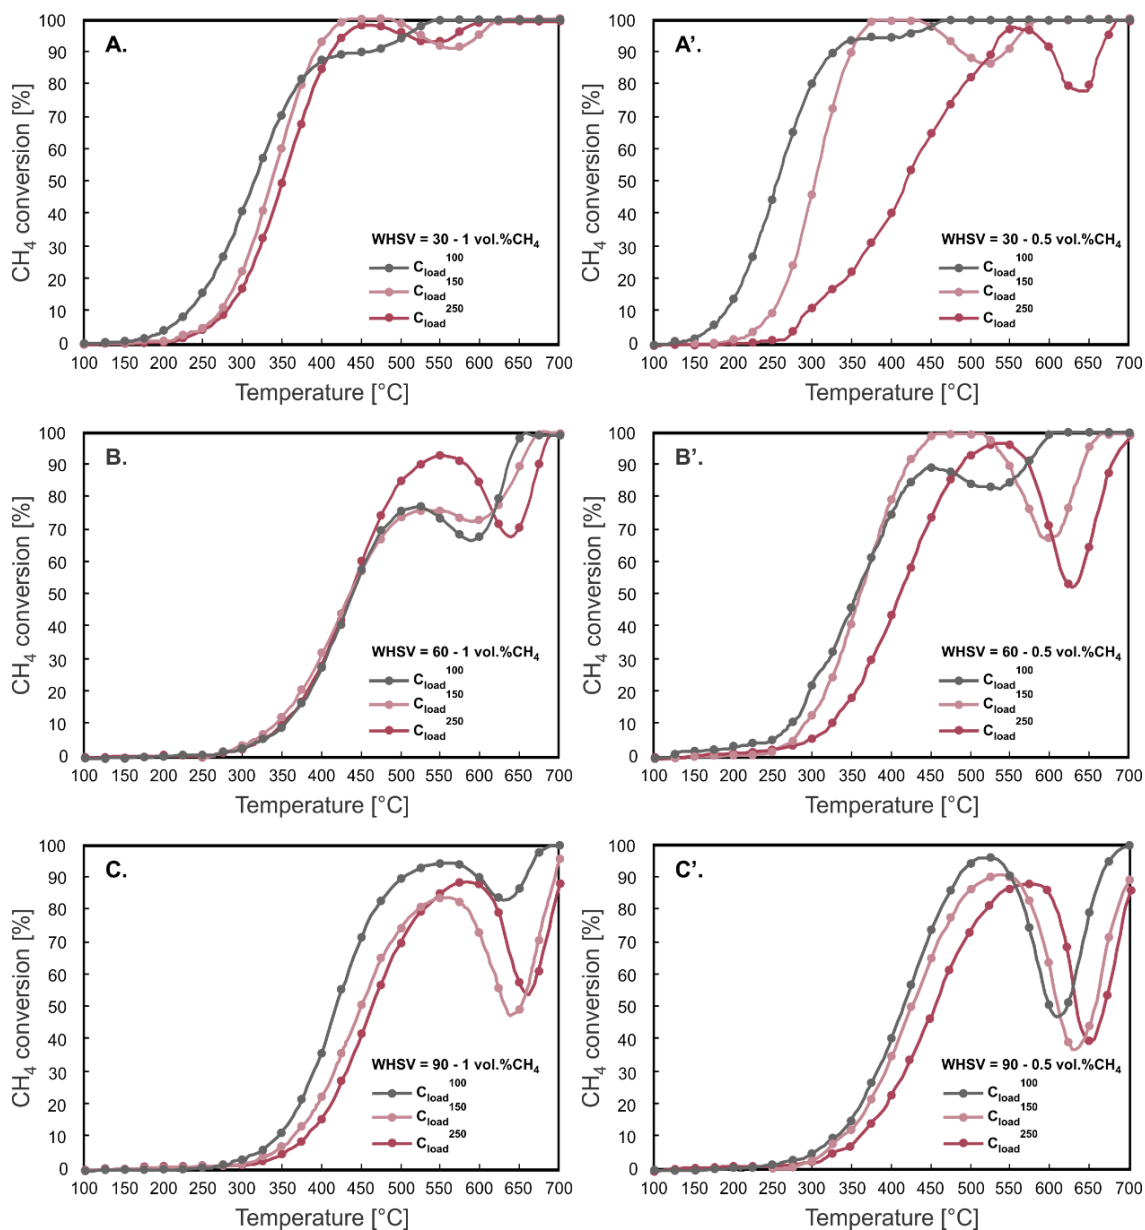 A.
CH4 conversion [%]
100
90
80
70
60
50
40
30
20
10
0
WHSV = 30 - 1 vol.%CH4
Cload100
Cload150
Cload250
100 150 200 250 300 350 400 450 500 550 600 650 700
Temperature [°C]
A'.
CH4 conversion [%]
100
90
80
70
60
50
40
30
20
10
0
WHSV = 30 - 0.5 vol.%CH4
Cload100
Cload150
Cload250
100 150 200 250 300 350 400 450 500 550 600 650 700
Temperature [°C]
B.
CH4 conversion [%]
100
90
80
70
60
50
40
30
20
10
0
WHSV = 60 - 1 vol.%CH4
Cload100
Cload150
Cload250
100 150 200 250 300 350 400 450 500 550 600 650 700
Temperature [°C]
B'.
CH4 conversion [%]
100
90
80
70
60
50
40
30
20
10
0
WHSV = 60 - 0.5 vol.%CH4
Cload100
Cload150
Cload250
100 150 200 250 300 350 400 450 500 550 600 650 700
Temperature [°C]
C.
CH4 conversion [%]
100
90
80
70
60
50
40
30
20
10
0
WHSV = 90 - 1 vol.%CH4
Cload100
Cload150
Cload250
100 150 200 250 300 350 400 450 500 550 600 650 700
Temperature [°C]
C'.
CH4 conversion [%]
100
90
80
70
60
50
40
30
20
10
0
WHSV = 90 - 0.5 vol.%CH4
Cload100
Cload150
Cload250
100 150 200 250 300 350 400 450 500 550 600 650 700
Temperature [°C]